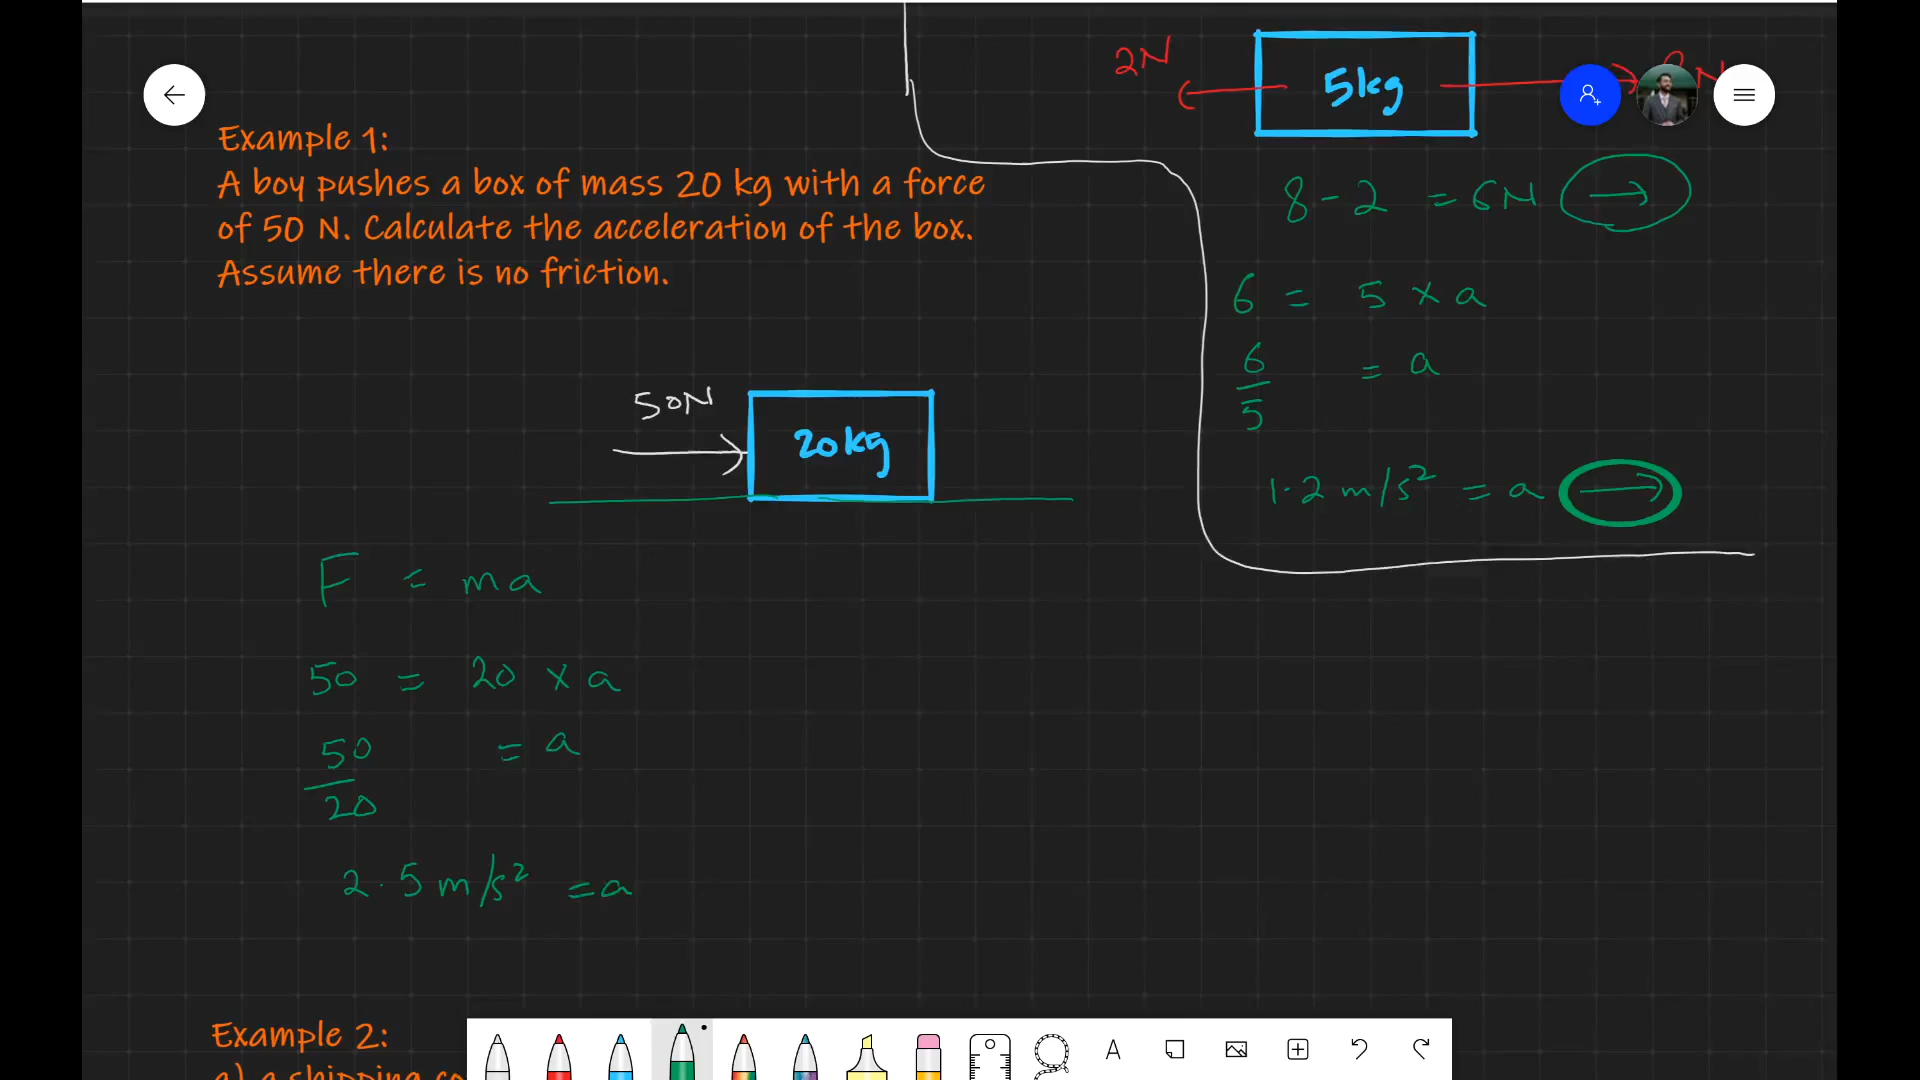 Example 1:
A boy pushes a box of mass 20 kg with a force
of 50 N. Calculate the acceleration of the box.
Assume there is no friction.
50N
20kg
F = ma
50 = 20 x a
50
= a
20
2.5 m/s² = a
2N
5kg
8 - 2 = 6N
6 = 5 x a
6
= a
5
1.2 m/s² = a
Example 2:
A